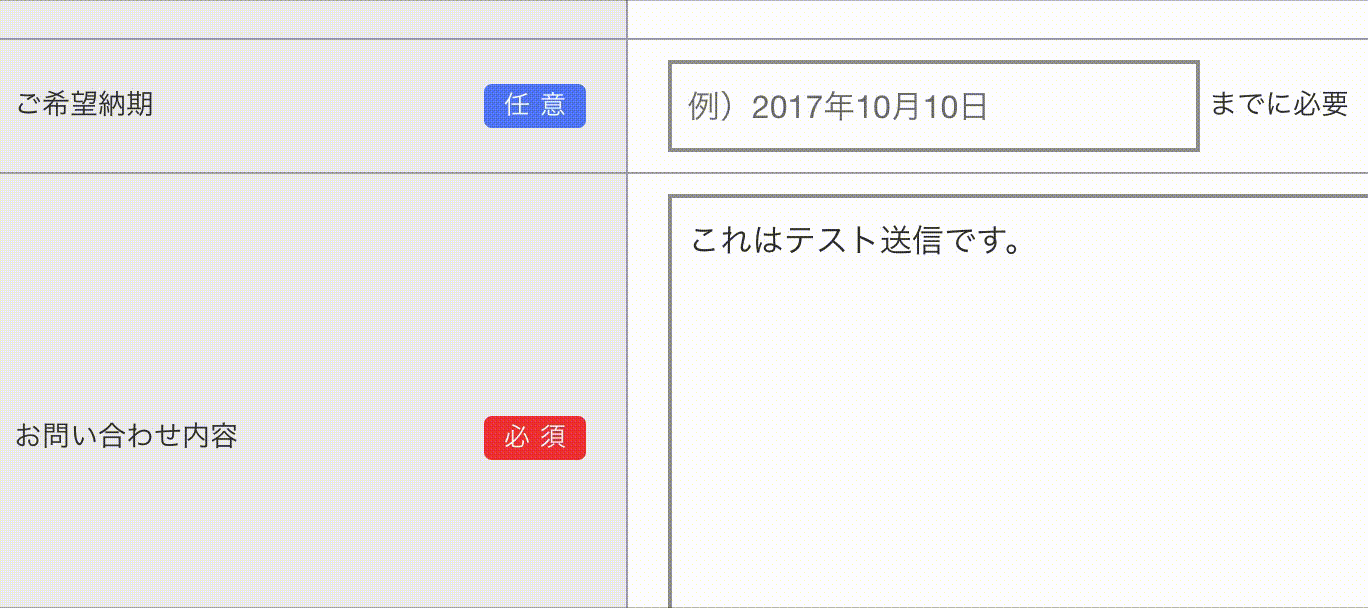 ご希望納期 任意 例）2017年10月10日 までに必要
これはテスト送信です。
お問い合わせ内容 必須